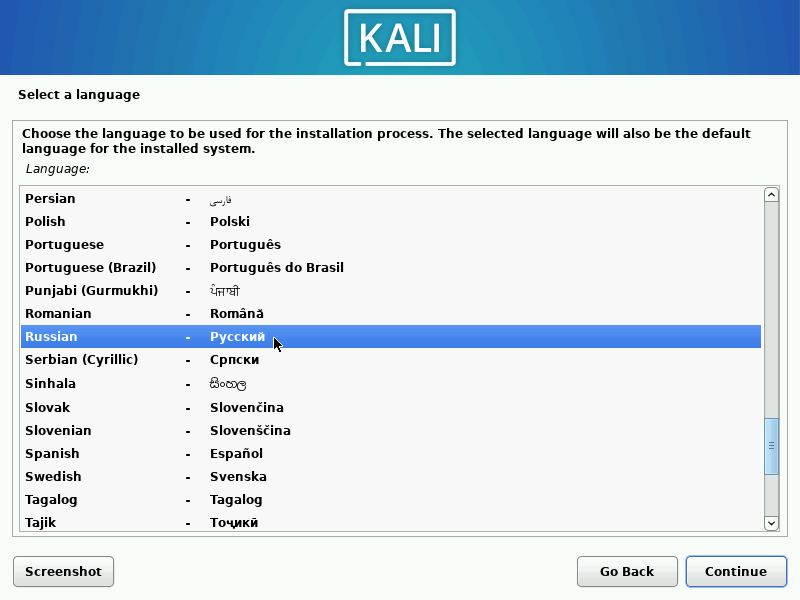 KALI
Select a language
Choose the language to be used for the installation process. The selected language will also be the default
language for the installed system.
Language:
Persian - فارسی
Polish - Polski
Portuguese - Português
Portuguese (Brazil) - Português do Brasil
Punjabi (Gurmukhi) - ਪੰਜਾਬੀ
Romanian - Română
Russian - Русский
Serbian (Cyrillic) - Српски
Sinhala - සිංහල
Slovak - Slovenčina
Slovenian - Slovenščina
Spanish - Español
Swedish - Svenska
Tagalog - Tagalog
Tajik - Тоҷикӣ
Screenshot
Go Back
Continue